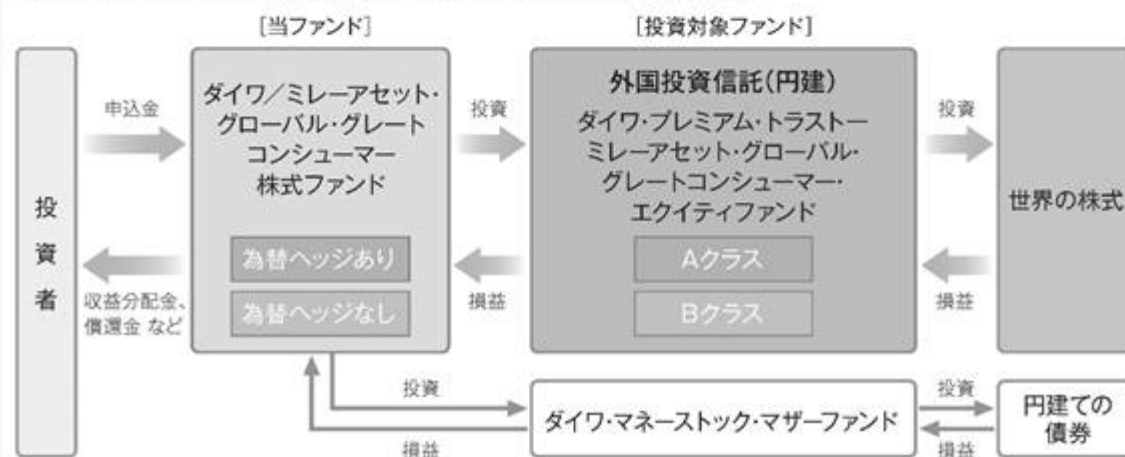 [当ファンド]
[投資対象ファンド]
投資者
申込金
収益分配金、
償還金 など
ダイワ／ミレーアセット・
グローバル・グレート
コンシューマー
株式ファンド
為替ヘッジあり
為替ヘッジなし
投資
損益
外国投資信託(円建)
ダイワ・プレミアム・トラスト－
ミレーアセット・グローバル・
グレートコンシューマー・
エクイティファンド
Aクラス
Bクラス
投資
損益
世界の株式
投資
損益
ダイワ・マネーストック・マザーファンド
投資
損益
円建ての
債券